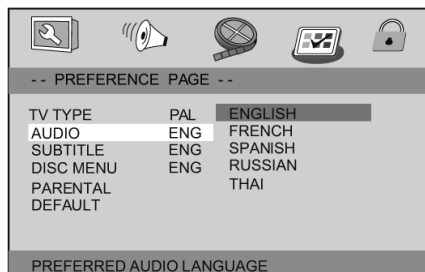 -- PREFERENCE PAGE --
TV TYPE PAL ENGLISH
AUDIO ENG FRENCH
SUBTITLE ENG SPANISH
DISC MENU ENG RUSSIAN
PARENTAL THAI
DEFAULT
PREFERRED AUDIO LANGUAGE